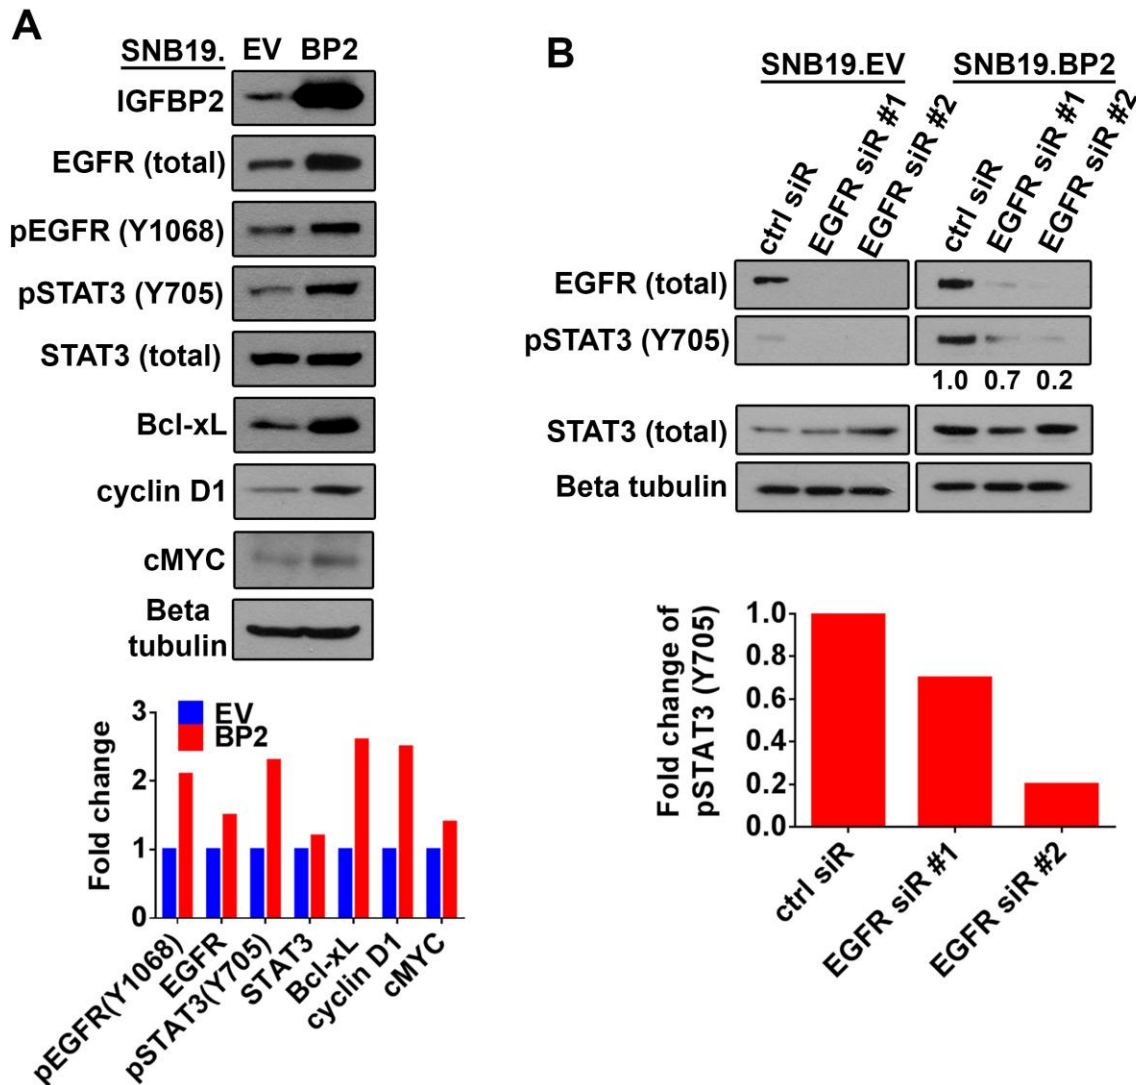 A
SNB19. EV BP2
IGFBP2
EGFR (total)
pEGFR (Y1068)
pSTAT3 (Y705)
STAT3 (total)
Bcl-xL
cyclin D1
cMYC
Beta
tubulin
Fold change
3
2
1
0
EV
BP2
pEGFR(Y1068)
EGFR
pSTAT3(Y705)
STAT3
Bcl-xL
cyclin D1
cMYC
B
SNB19.EV SNB19.BP2
ctrl siR
EGFR siR #1
EGFR siR #2
ctrl siR
EGFR siR #1
EGFR siR #2
EGFR (total)
pSTAT3 (Y705)
1.0 0.7 0.2
STAT3 (total)
Beta tubulin
Fold change of
pSTAT3 (Y705)
1.0
0.8
0.6
0.4
0.2
0.0
ctrl siR
EGFR siR #1
EGFR siR #2